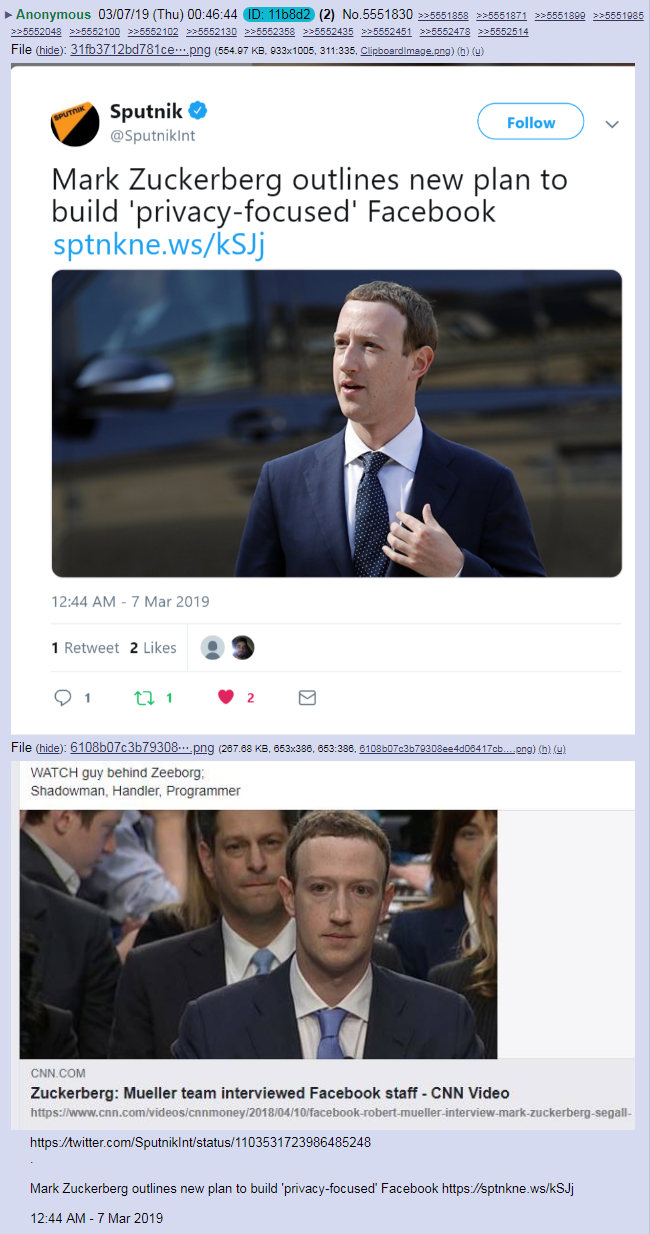 ▶ Anonymous 03/07/19 (Thu) 00:46:44 ID: 11b8d2 (2) No.5551830 >>5551858 >>5551871 >>5551899 >>5551985
>>5552048 >>5552100 >>5552102 >>5552130 >>5552358 >>5552435 >>5552451 >>5552478 >>5552514
File (hide): 31fb3712bd781ce⋯.png (554.97 KB, 933x1005, 311:335, ClipboardImage.png) (h) (u)
SPUTNIK
Sputnik
@SputnikInt
Follow
Mark Zuckerberg outlines new plan to
build 'privacy-focused' Facebook
sptnkne.ws/kSJj
12:44 AM - 7 Mar 2019
1 Retweet 2 Likes
1 1 2
File (hide): 6108b07c3b79308⋯.png (267.68 KB, 653x386, 653:386, 6108b07c3b79308ee4d06417cb....png) (h) (u)
WATCH guy behind Zeeborg;
Shadowman, Handler, Programmer
CNN.COM
Zuckerberg: Mueller team interviewed Facebook staff - CNN Video
https://www.cnn.com/videos/cnnmoney/2018/04/10/facebook-robert-mueller-interview-mark-zuckerberg-segall-
https://twitter.com/SputnikInt/status/1103531723986485248
.
Mark Zuckerberg outlines new plan to build 'privacy-focused' Facebook https://sptnkne.ws/kSJj
12:44 AM - 7 Mar 2019